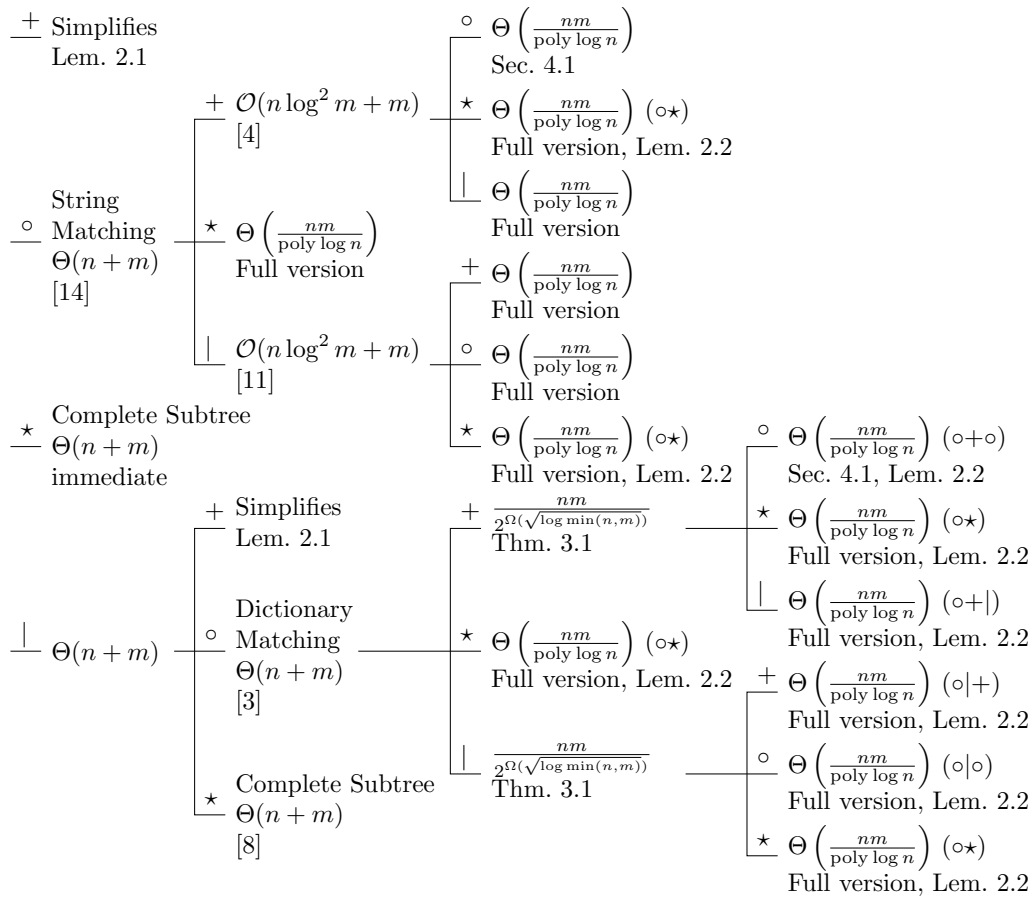 + Simplifies
Lem. 2.1
∘ String
Matching
Θ(n + m)
[14]
+ 𝒪(n log² m + m)
[4]
∘ Θ(nm / poly log n)
Sec. 4.1
⋆ Θ(nm / poly log n) (∘⋆)
Full version, Lem. 2.2
| Θ(nm / poly log n)
Full version
⋆ Θ(nm / poly log n)
Full version
| 𝒪(n log² m + m)
[11]
+ Θ(nm / poly log n)
Full version
∘ Θ(nm / poly log n)
Full version
⋆ Θ(nm / poly log n) (∘⋆)
Full version, Lem. 2.2
⋆ Complete Subtree
Θ(n + m)
immediate
| Θ(n + m)
+ Simplifies
Lem. 2.1
∘ Dictionary
Matching
Θ(n + m)
[3]
+ nm / 2^Ω(√log min(n,m))
Thm. 3.1
∘ Θ(nm / poly log n) (∘+∘)
Sec. 4.1, Lem. 2.2
⋆ Θ(nm / poly log n) (∘⋆)
Full version, Lem. 2.2
| Θ(nm / poly log n) (∘+|)
Full version, Lem. 2.2
⋆ Θ(nm / poly log n) (∘⋆)
Full version, Lem. 2.2
| nm / 2^Ω(√log min(n,m))
Thm. 3.1
+ Θ(nm / poly log n) (∘|+)
Full version, Lem. 2.2
∘ Θ(nm / poly log n) (∘|∘)
Full version, Lem. 2.2
⋆ Θ(nm / poly log n) (∘⋆)
Full version, Lem. 2.2
⋆ Complete Subtree
Θ(n + m)
[8]